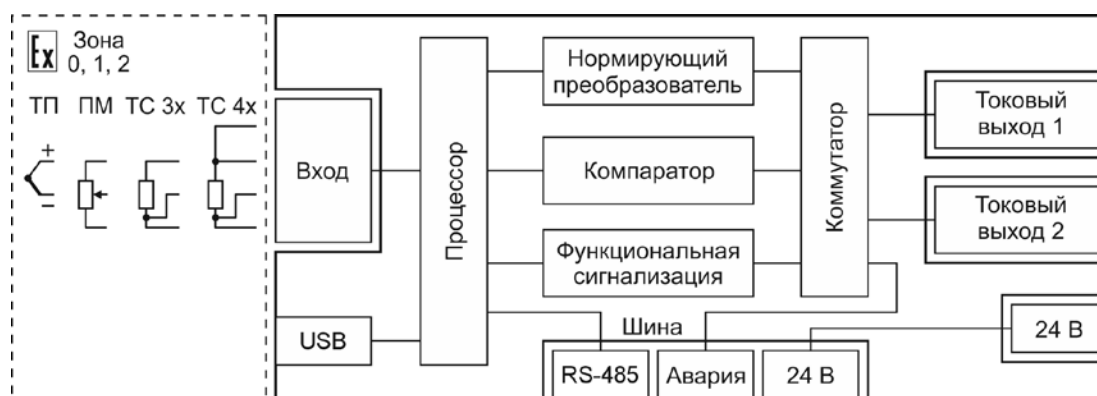 Ex
Зона
0, 1, 2
ТП ПМ ТС 3х ТС 4х
+
–
Вход
USB
Процессор
Нормирующий
преобразователь
Компаратор
Функциональная
сигнализация
Коммутатор
Токовый
выход 1
Токовый
выход 2
Шина
RS-485
Авария
24 В
24 В